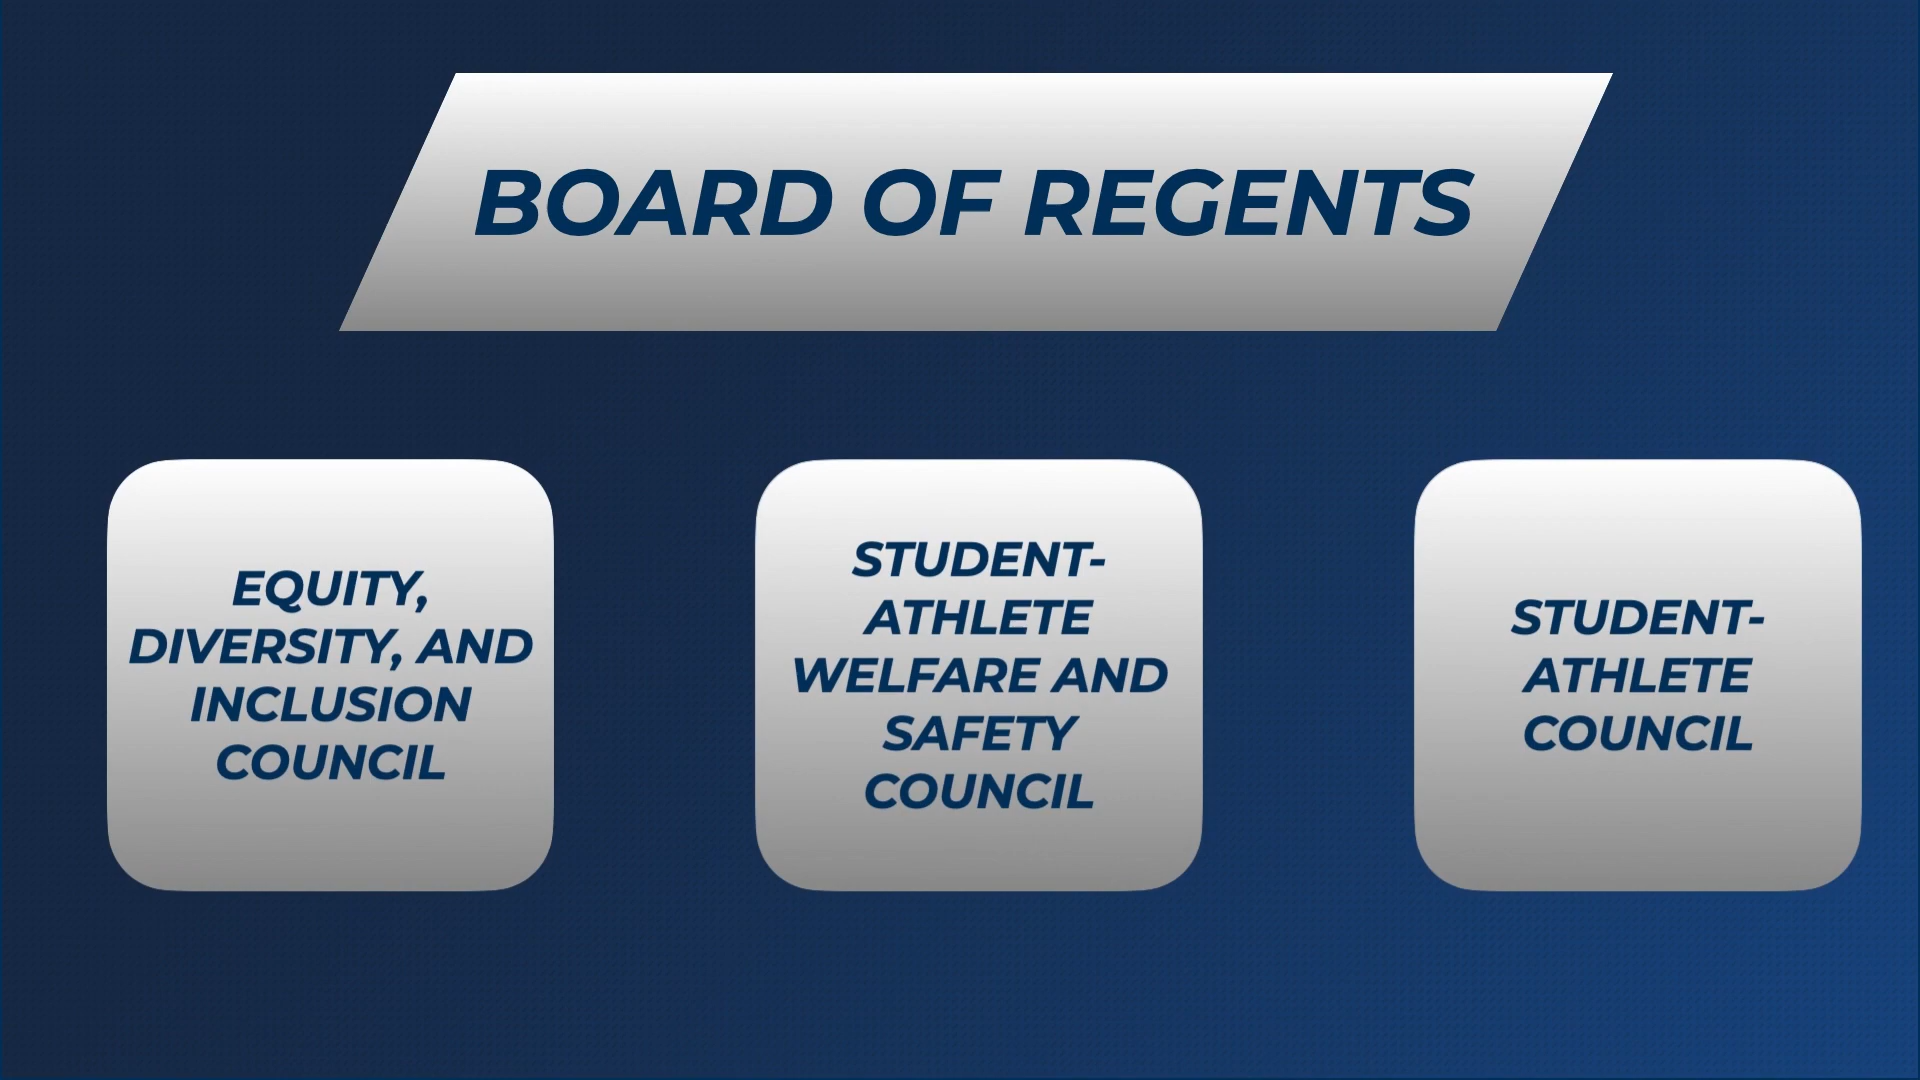 BOARD OF REGENTS
EQUITY,
DIVERSITY, AND
INCLUSION
COUNCIL
STUDENT-
ATHLETE
WELFARE AND
SAFETY
COUNCIL
STUDENT-
ATHLETE
COUNCIL